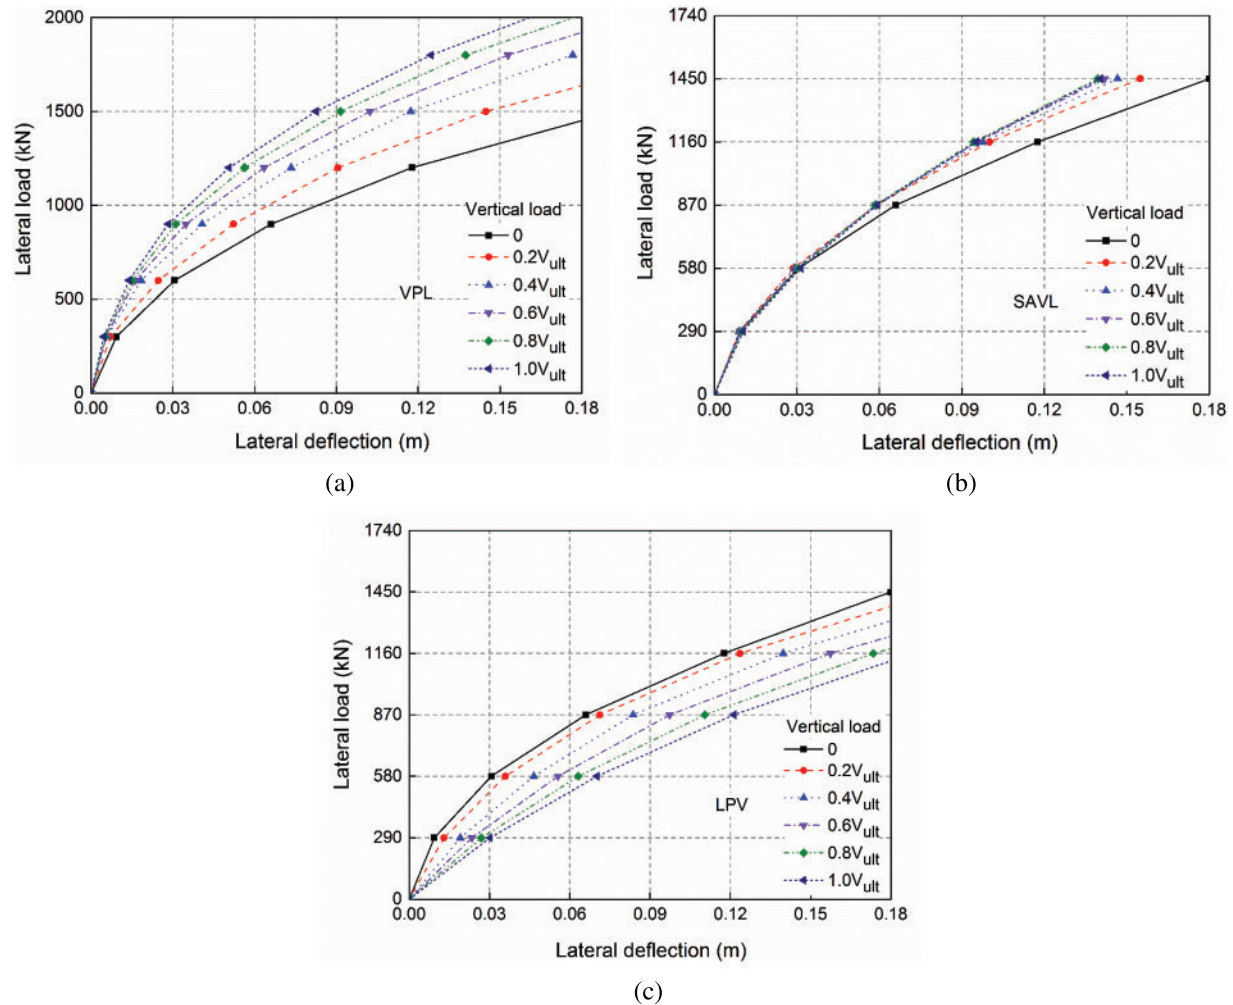 2000
1500
1000
500
0
Lateral load (kN)
Vertical load
0
0.2Vult
0.4Vult
0.6Vult
0.8Vult
1.0Vult
VPL
0.00 0.03 0.06 0.09 0.12 0.15 0.18
Lateral deflection (m)
(a)
1740
1450
1160
870
580
290
0
Lateral load (kN)
Vertical load
0
0.2Vult
0.4Vult
0.6Vult
0.8Vult
1.0Vult
SAVL
0.00 0.03 0.06 0.09 0.12 0.15 0.18
Lateral deflection (m)
(b)
1740
1450
1160
870
580
290
0
Lateral load (kN)
Vertical load
0
0.2Vult
0.4Vult
0.6Vult
0.8Vult
1.0Vult
LPV
0.00 0.03 0.06 0.09 0.12 0.15 0.18
Lateral deflection (m)
(c)